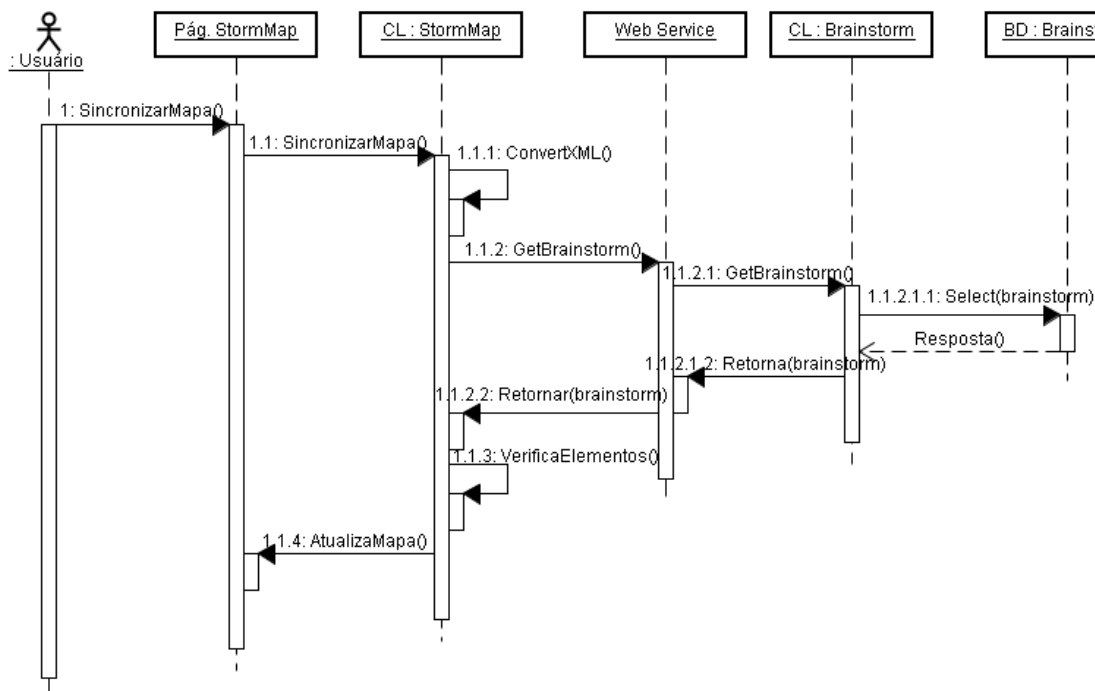 : Usuário
Pág. StormMap
CL : StormMap
Web Service
CL : Brainstorm
BD : Brains
1: SincronizarMapa()
1.1: SincronizarMapa()
1.1.1: ConvertXML()
1.1.2: GetBrainstorm()
1.1.2.1: GetBrainstorm()
1.1.2.1.1: Select(brainstorm)
Resposta()
1.1.2.1.2: Retorna(brainstorm)
1.1.2.2: Retornar(brainstorm)
1.1.3: VerificaElementos()
1.1.4: AtualizaMapa()